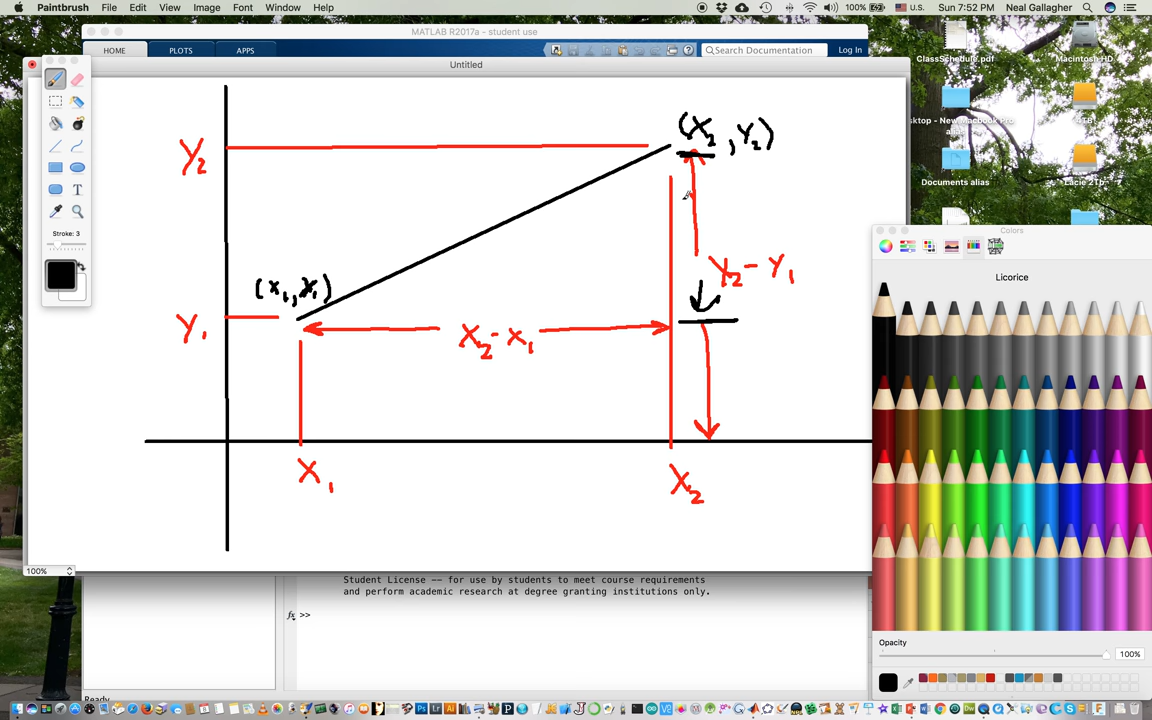 Paintbrush File Edit View Image Font Window Help 100% U.S. Sun 7:52 PM Neal Gallagher
MATLAB R2017a - student use
HOME PLOTS APPS Search Documentation Log In
Untitled
ClassSchedule.pdf Macintosh HD
Documents alias Lacie 2Tb
Stroke: 3
Y2
(X2, Y2)
Y2 - Y1
(X1, Y1)
Y1
X2 - X1
X1
X2
100%
Colors
Licorice
Opacity
100%
Student License -- for use by students to meet course requirements
and perform academic research at degree granting institutions only.
fx >>
Ready